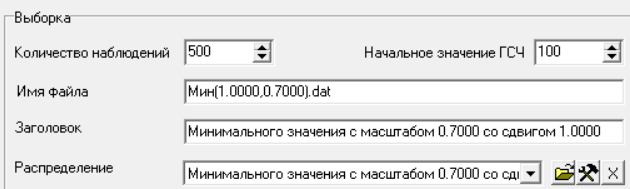 Выборка
Количество наблюдений 500 Начальное значение ГСЧ 100
Имя файла Мин(1.0000,0.7000).dat
Заголовок Минимального значения с масштабом 0.7000 со сдвигом 1.0000
Распределение Минимального значения с масштабом 0.7000 со сдв